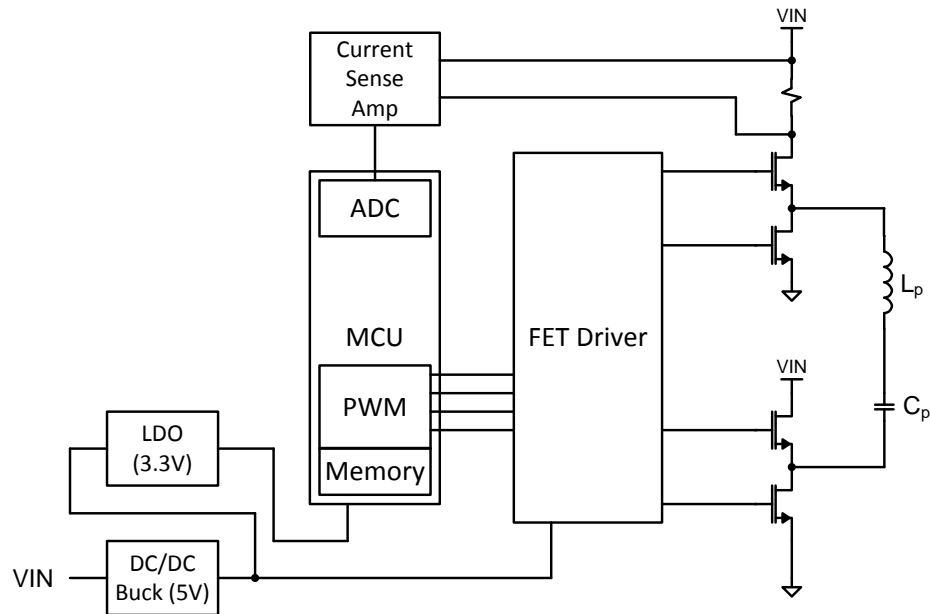 VIN
Current
Sense
Amp
ADC
MCU
FET Driver
Lp
VIN
PWM
Cp
LDO
(3.3V)
Memory
VIN
DC/DC
Buck (5V)